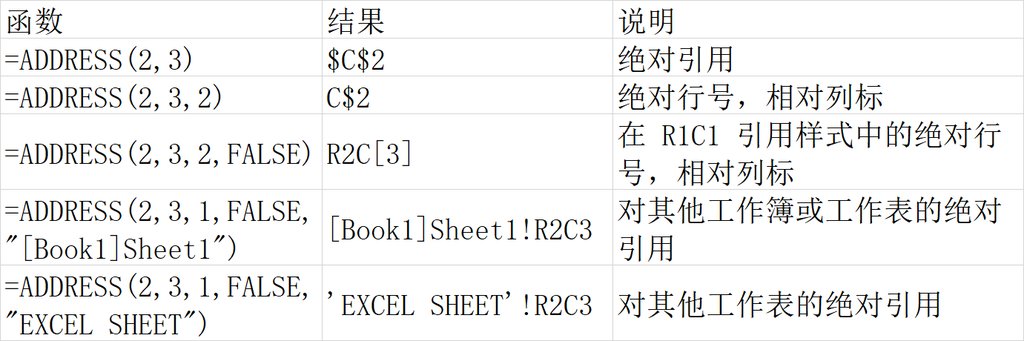 函数 结果 说明
=ADDRESS(2,3) $C$2 绝对引用
=ADDRESS(2,3,2) C$2 绝对行号，相对列标
=ADDRESS(2,3,2,FALSE) R2C[3] 在 R1C1 引用样式中的绝对行
号，相对列标
=ADDRESS(2,3,1,FALSE,
"[Book1]Sheet1") [Book1]Sheet1!R2C3 对其他工作簿或工作表的绝对
引用
=ADDRESS(2,3,1,FALSE,
"EXCEL SHEET") 'EXCEL SHEET'!R2C3 对其他工作表的绝对引用